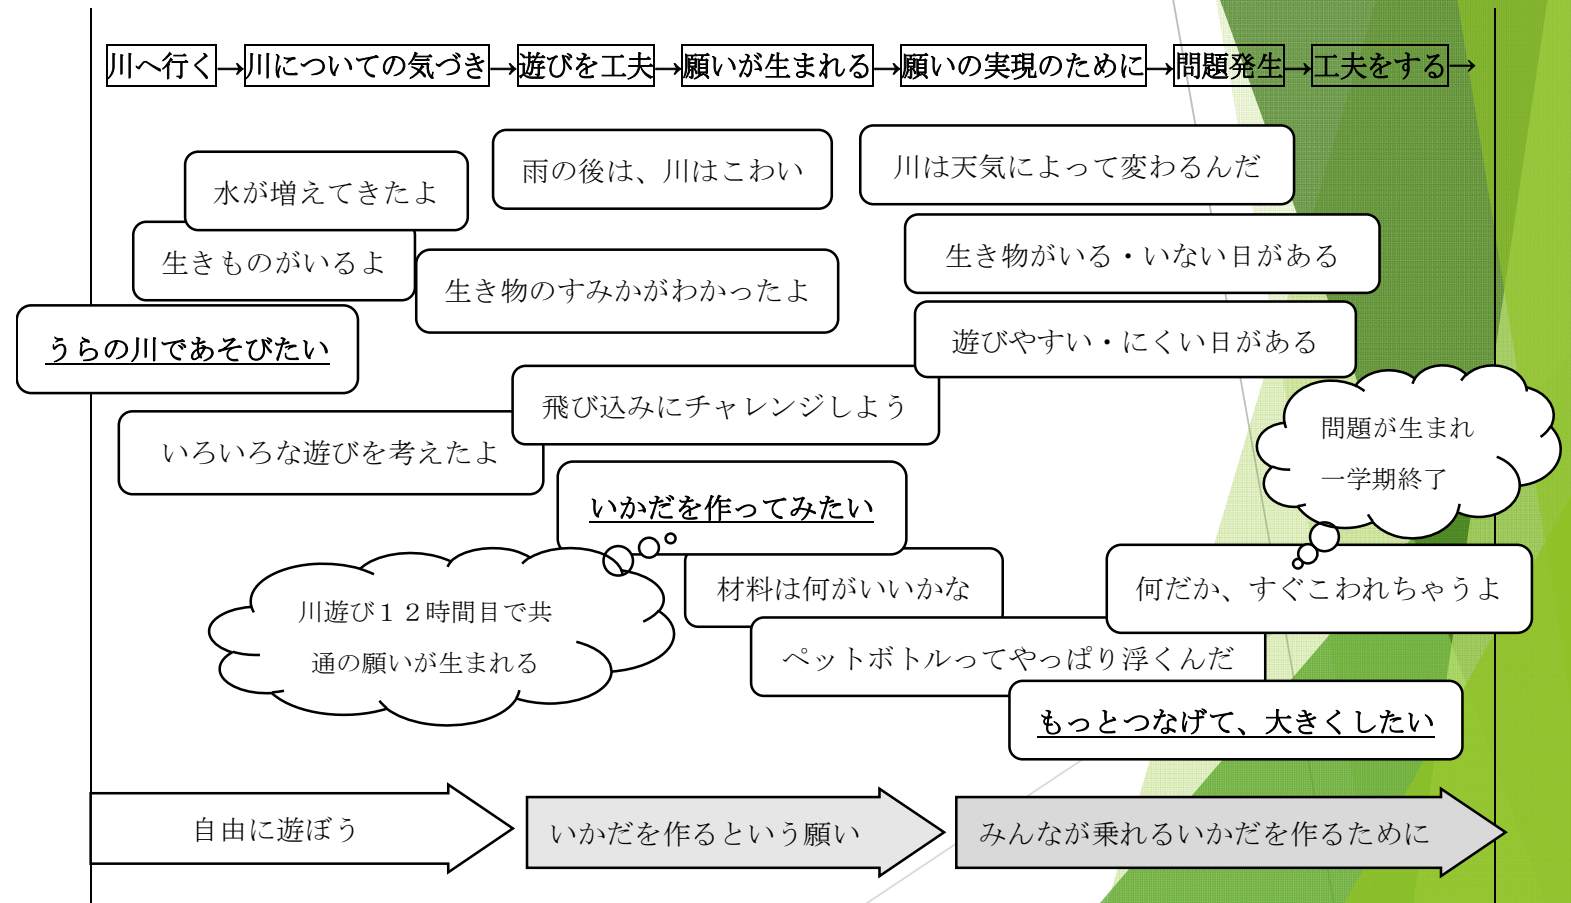 川へ行く→川についての気づき→遊びを工夫→願いが生まれる→願いの実現のために→問題発生→工夫をする→
水が増えてきたよ
雨の後は、川はこわい
川は天気によって変わるんだ
生きものがいるよ
生き物のすみかがわかったよ
生き物がいる・いない日がある
うらの川であそびたい
遊びやすい・にくい日がある
いろいろな遊びを考えたよ
飛び込みにチャレンジしよう
問題が生まれ
一学期終了
いかだを作ってみたい
川遊び１２時間目で共
通の願いが生まれる
材料は何がいいかな
何だか、すぐこわれちゃうよ
ペットボトルってやっぱり浮くんだ
もっとつなげて、大きくしたい
自由に遊ぼう
いかだを作るという願い
みんなが乗れるいかだを作るために